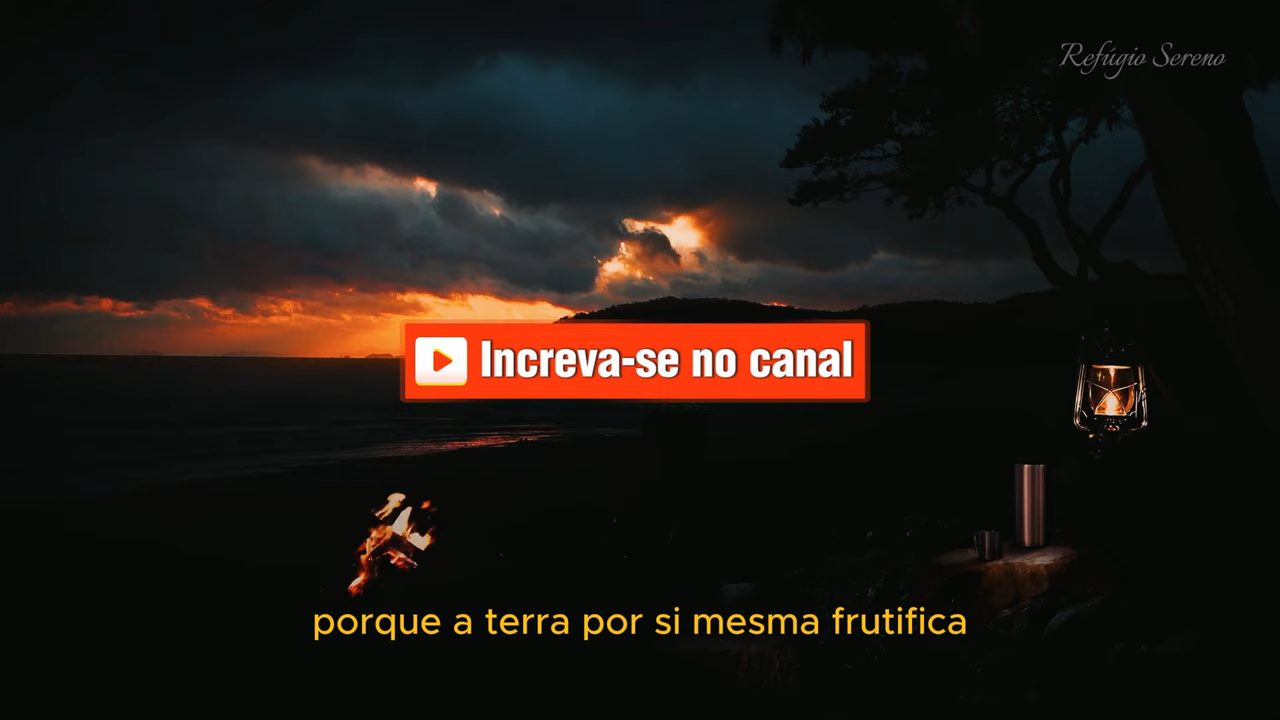 Refúgio Sereno
Increva-se no canal
porque a terra por si mesma frutifica